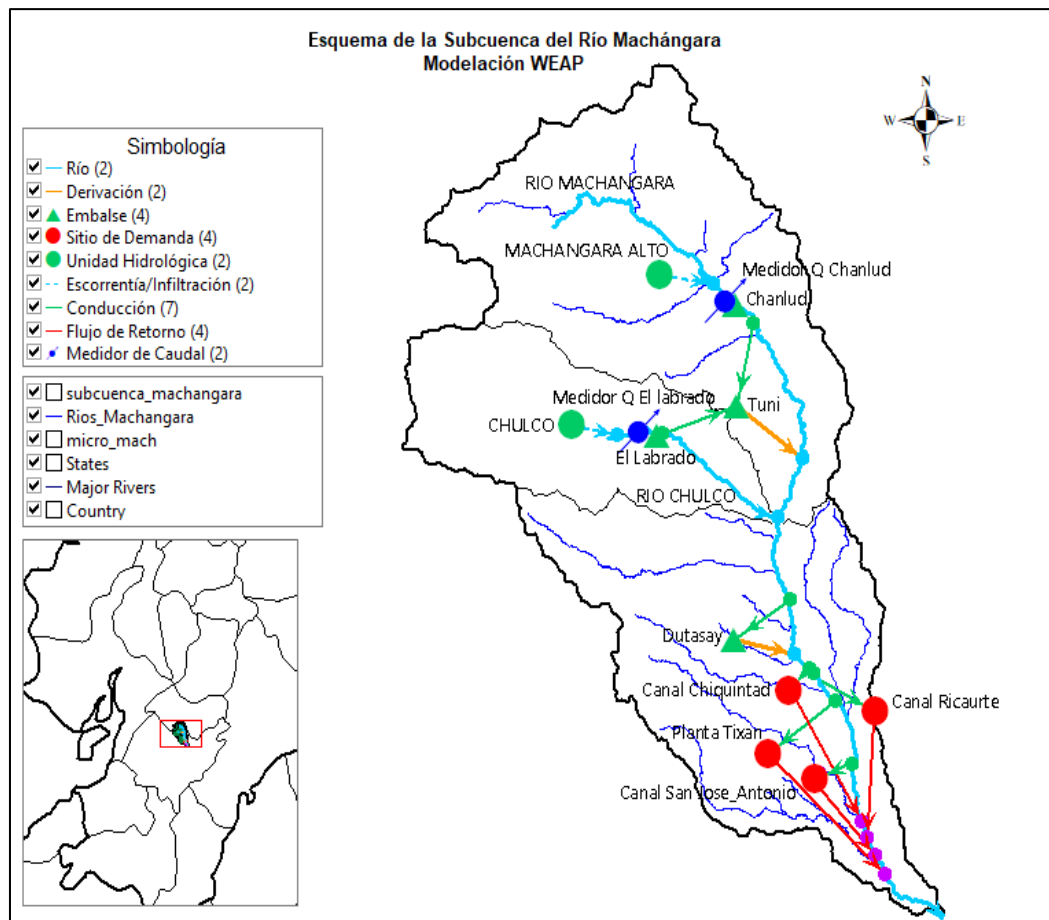 Esquema de la Subcuenca del Río Machángara
Modelación WEAP
N
W
E
S
Simbología
Río (2)
Derivación (2)
Embalse (4)
Sitio de Demanda (4)
Unidad Hidrológica (2)
Escorrentía/Infiltración (2)
Conducción (7)
Flujo de Retorno (4)
Medidor de Caudal (2)
subcuenca_machangara
Rios_Machangara
micro_mach
States
Major Rivers
Country
RIO MACHANGARA
MACHANGARA ALTO
Medidor Q Chanlud
Chanlud
Medidor Q El labrado
Tuni
CHULCO
El Labrado
RIO CHULCO
Dutasay
Canal Chiquintad
Canal Ricaurte
Planta Tixan
Canal San Jose_Antonio